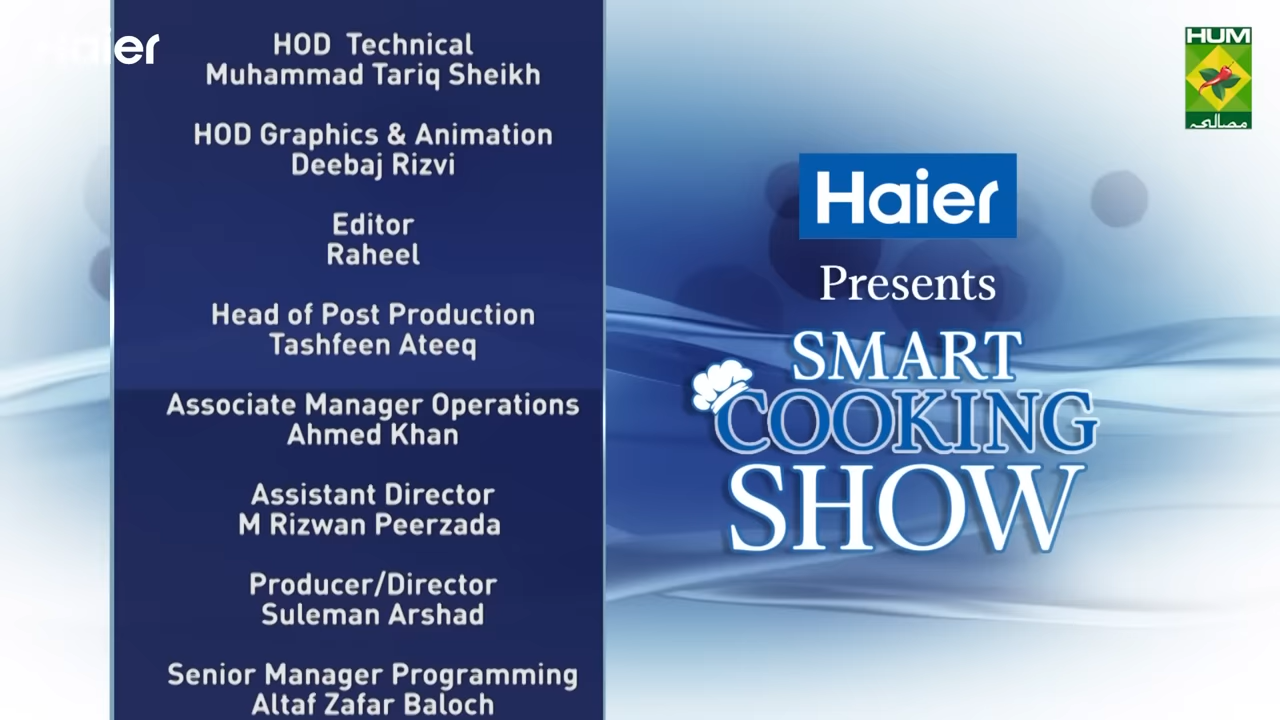 Haier
HOD Technical
Muhammad Tariq Sheikh
HOD Graphics & Animation
Deebaj Rizvi
Editor
Raheel
Head of Post Production
Tashfeen Ateeq
Associate Manager Operations
Ahmed Khan
Assistant Director
M Rizwan Peerzada
Producer/Director
Suleman Arshad
Senior Manager Programming
Altaf Zafar Baloch
HUM
مصالحہ
Haier
Presents
SMART
COOKING
SHOW